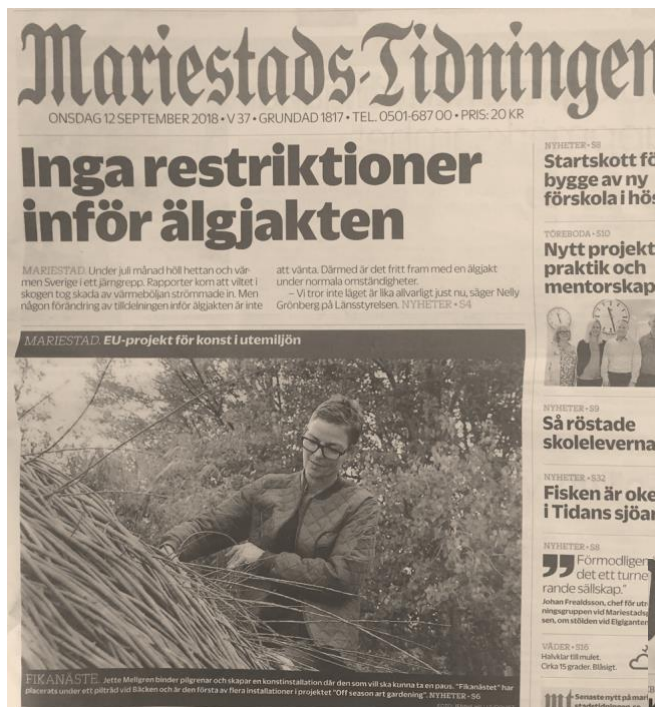 Mariestads-Tidningen
ONSDAG 12 SEPTEMBER 2018 • V 37 • GRUNDAD 1817 • TEL. 0501-687 00 • PRIS: 20 KR
Inga restriktioner
inför älgjakten
MARIESTAD. Under juli månad höll hettan och vär-
men Sverige i ett järngrepp. Rapporter kom att viltet i
skogen tog skada av värmeböljan strömmade in. Men
någon förändring av tilldelningen inför älgjakten är inte
att vänta. Därmed är det fritt fram med en älgjakt
under normala omständigheter.
– Vi tror inte läget är lika allvarligt just nu, säger Nelly
Grönberg på Länsstyrelsen. NYHETER • S4
MARIESTAD. EU-projekt för konst i utemiljön
FIKANÄSTE. Jette Mellgren binder pilgrenar och skapar en konstinstallation där den som vill ska kunna ta en paus. "Fikanästet" har
placerats under ett pilträd vid Bäcken och är den första av flera installationer i projektet "Off season art gardening". NYHETER • S6
NYHETER • S8
Startskott fö
bygge av ny
förskola i hös
TÖREBODA • S10
Nytt projekt
praktik och
mentorskap
NYHETER • S9
Så röstade
skoleleverna
NYHETER • S32
Fisken är oke
i Tidans sjöar
NYHETER • S8
Förmodligen
det ett turne
rande sällskap."
Johan Frealdsson, chef för utr
ningsgruppen vid Mariestads
sen, om stölden vid Elgiganter
VÄDER • S16
Halvklar till mulet.
Cirka 15 grader. Blåsigt.
mt Senaste nytt på mari